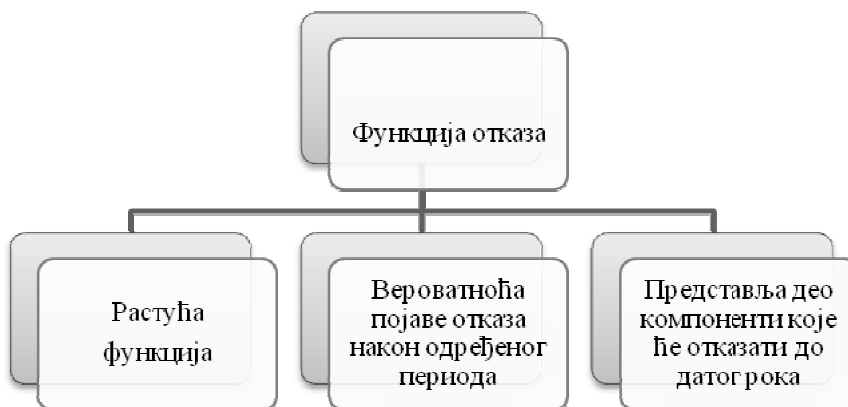 Функција отказа
Растућа
функција
Вероватноћа
појаве отказа
након одређеног
периода
Представља део
компоненти које
ће отказати до
датог рока